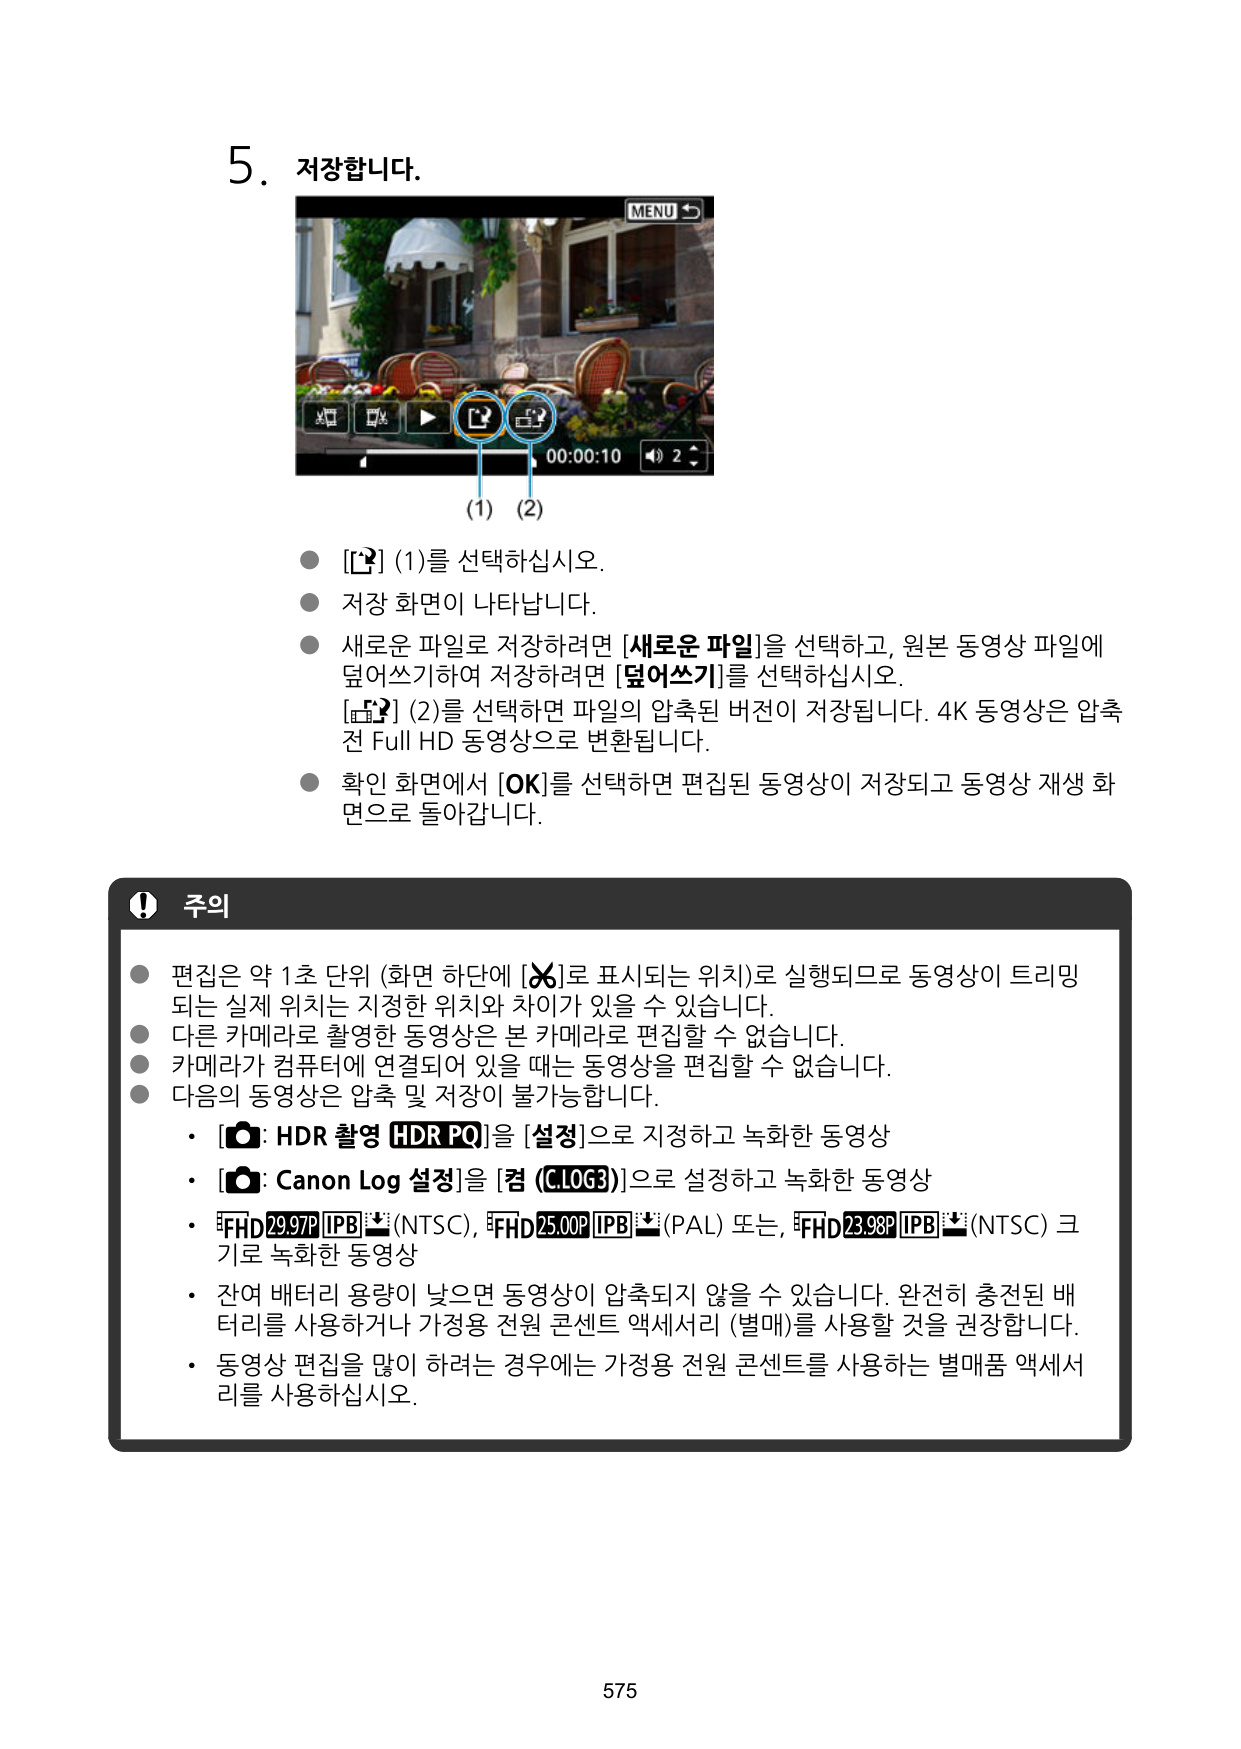 5. 저장합니다.
MENU
00:00:10 2
(1) (2)
● [] (1)를 선택하십시오.
● 저장 화면이 나타납니다.
● 새로운 파일로 저장하려면 [새로운 파일]을 선택하고, 원본 동영상 파일에
덮어쓰기하여 저장하려면 [덮어쓰기]를 선택하십시오.
[] (2)를 선택하면 파일의 압축된 버전이 저장됩니다. 4K 동영상은 압축
전 Full HD 동영상으로 변환됩니다.
● 확인 화면에서 [OK]를 선택하면 편집된 동영상이 저장되고 동영상 재생 화
면으로 돌아갑니다.
주의
● 편집은 약 1초 단위 (화면 하단에 []로 표시되는 위치)로 실행되므로 동영상이 트리밍
되는 실제 위치는 지정한 위치와 차이가 있을 수 있습니다.
● 다른 카메라로 촬영한 동영상은 본 카메라로 편집할 수 없습니다.
● 카메라가 컴퓨터에 연결되어 있을 때는 동영상을 편집할 수 없습니다.
● 다음의 동영상은 압축 및 저장이 불가능합니다.
• [: HDR 촬영 HDR PQ]을 [설정]으로 지정하고 녹화한 동영상
• [: Canon Log 설정]을 [켬 (C.LOG3)]으로 설정하고 녹화한 동영상
• FHD 29.97P IPB (NTSC), FHD 25.00P IPB (PAL) 또는, FHD 23.98P IPB (NTSC) 크
기로 녹화한 동영상
• 잔여 배터리 용량이 낮으면 동영상이 압축되지 않을 수 있습니다. 완전히 충전된 배
터리를 사용하거나 가정용 전원 콘센트 액세서리 (별매)를 사용할 것을 권장합니다.
• 동영상 편집을 많이 하려는 경우에는 가정용 전원 콘센트를 사용하는 별매품 액세서
리를 사용하십시오.
575